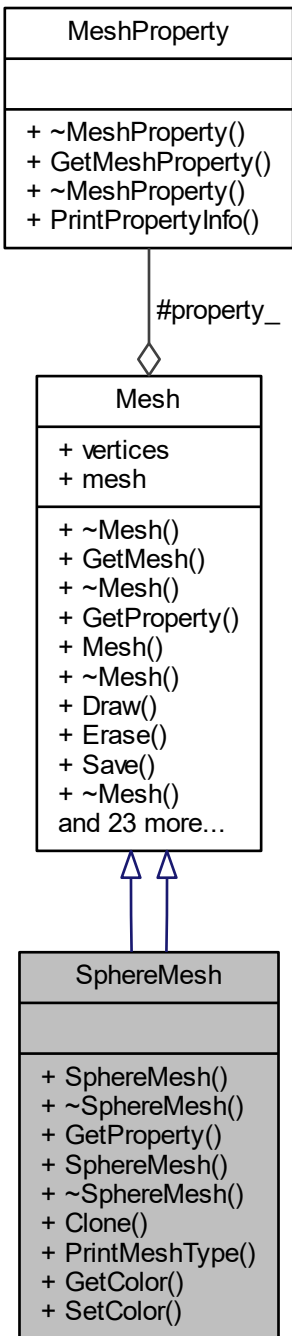 MeshProperty
+ ~MeshProperty()
+ GetMeshProperty()
+ ~MeshProperty()
+ PrintPropertyInfo()
#property_
Mesh
+ vertices
+ mesh
+ ~Mesh()
+ GetMesh()
+ ~Mesh()
+ GetProperty()
+ Mesh()
+ ~Mesh()
+ Draw()
+ Erase()
+ Save()
+ ~Mesh()
and 23 more...
SphereMesh
+ SphereMesh()
+ ~SphereMesh()
+ GetProperty()
+ SphereMesh()
+ ~SphereMesh()
+ Clone()
+ PrintMeshType()
+ GetColor()
+ SetColor()